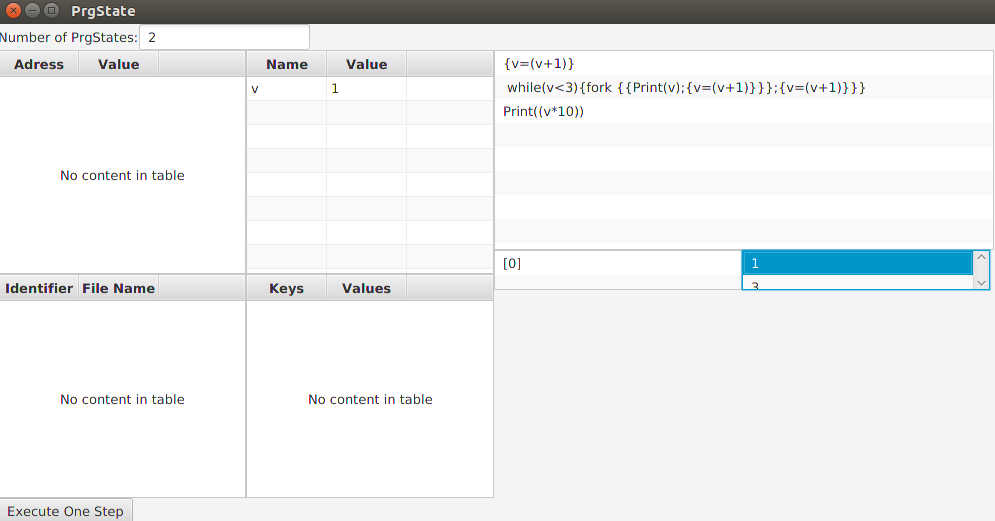 PrgState
Number of PrgStates: 2
Adress Value
No content in table
Name Value
v 1
{v=(v+1)}
while(v<3){fork {{Print(v);{v=(v+1)}}};{v=(v+1)}}}
Print((v*10))
[0]
1
3
Identifier File Name
No content in table
Keys Values
No content in table
Execute One Step